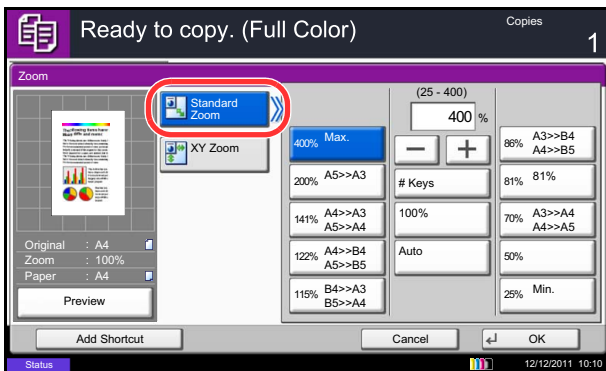 Ready to copy. (Full Color)
Copies
1
Zoom
Standard
Zoom
XY Zoom
(25 - 400)
400 %
400% Max.
200% A5>>A3
141% A4>>A3
A5>>A4
122% A4>>B4
A5>>B5
115% B4>>A3
B5>>A4
# Keys
100%
Auto
86% A3>>B4
A4>>B5
81% 81%
70% A3>>A4
A4>>A5
50%
25% Min.
Original : A4
Zoom : 100%
Paper : A4
Preview
Add Shortcut
Cancel
OK
Status
12/12/2011 10:10